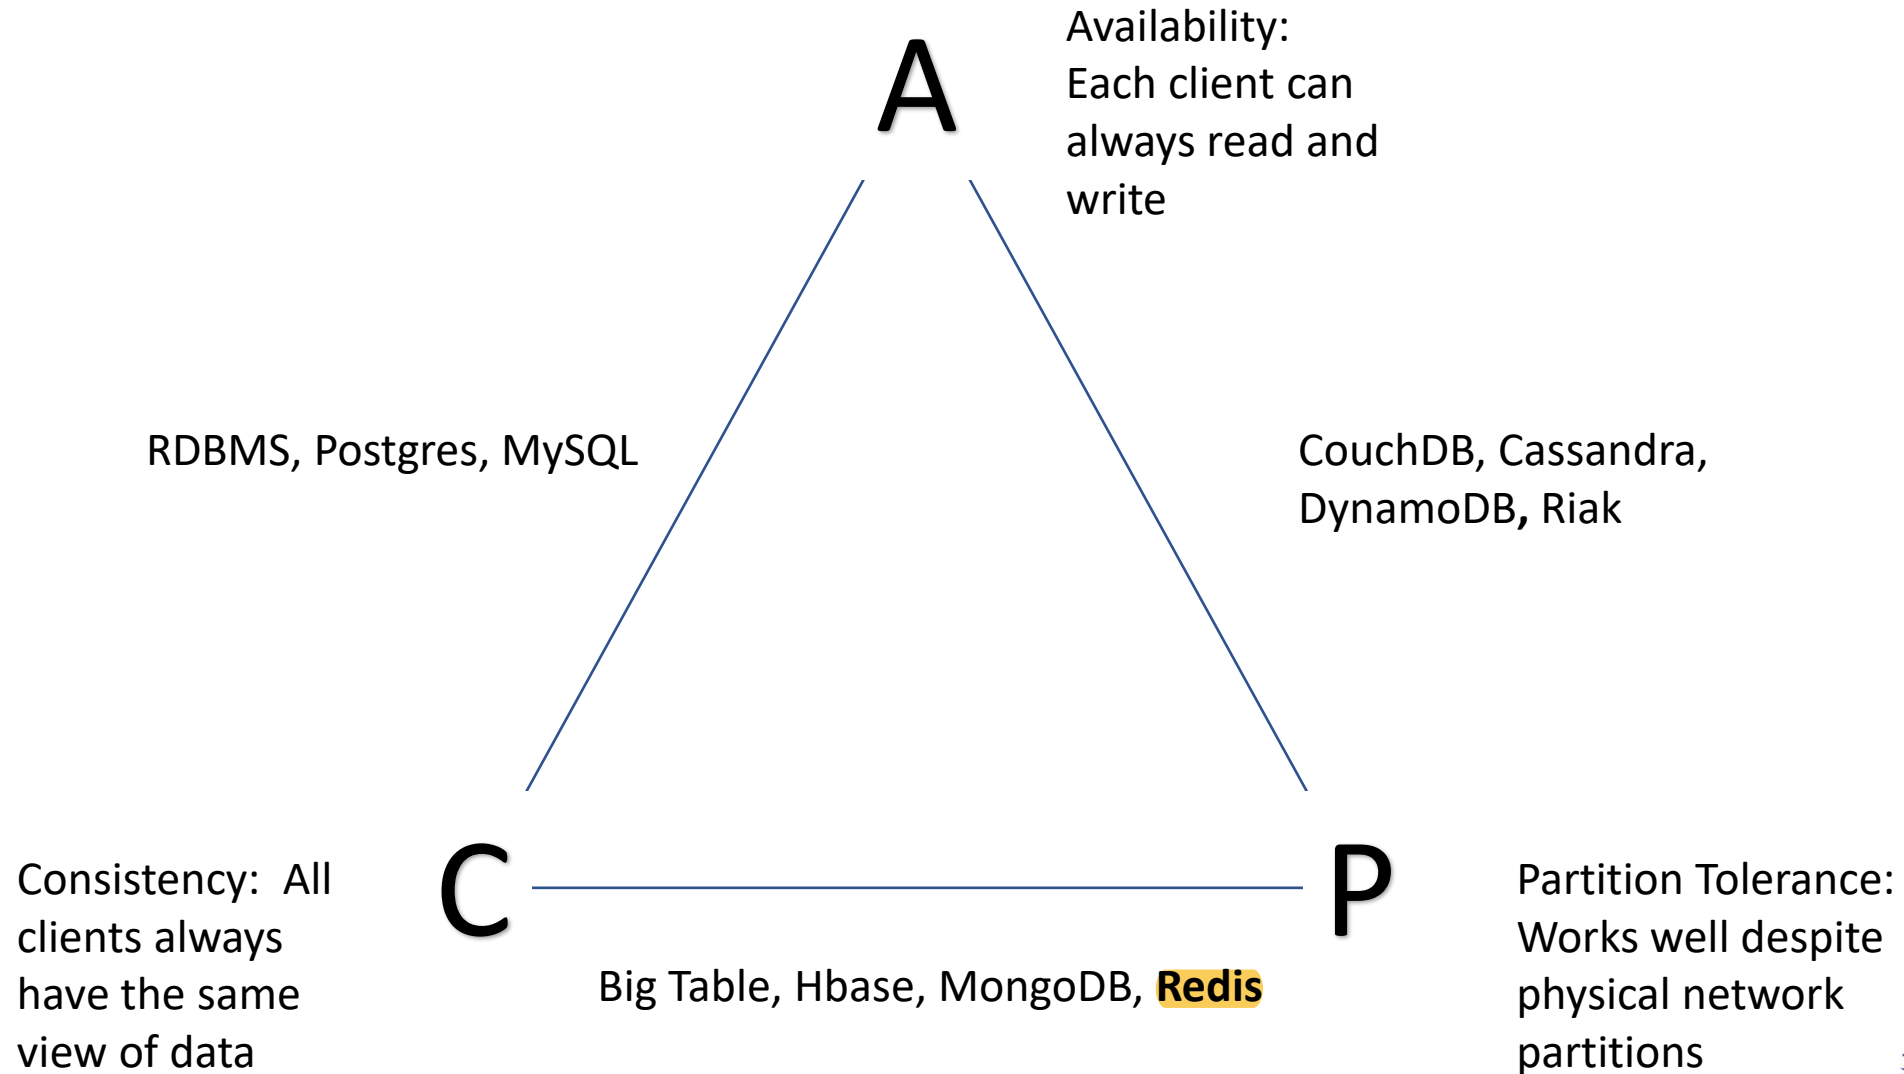 A
Availability:
Each client can
always read and
write
RDBMS, Postgres, MySQL
CouchDB, Cassandra,
DynamoDB, Riak
C
P
Consistency:  All
clients always
have the same
view of data
Big Table, Hbase, MongoDB, Redis
Partition Tolerance:
Works well despite
physical network
partitions